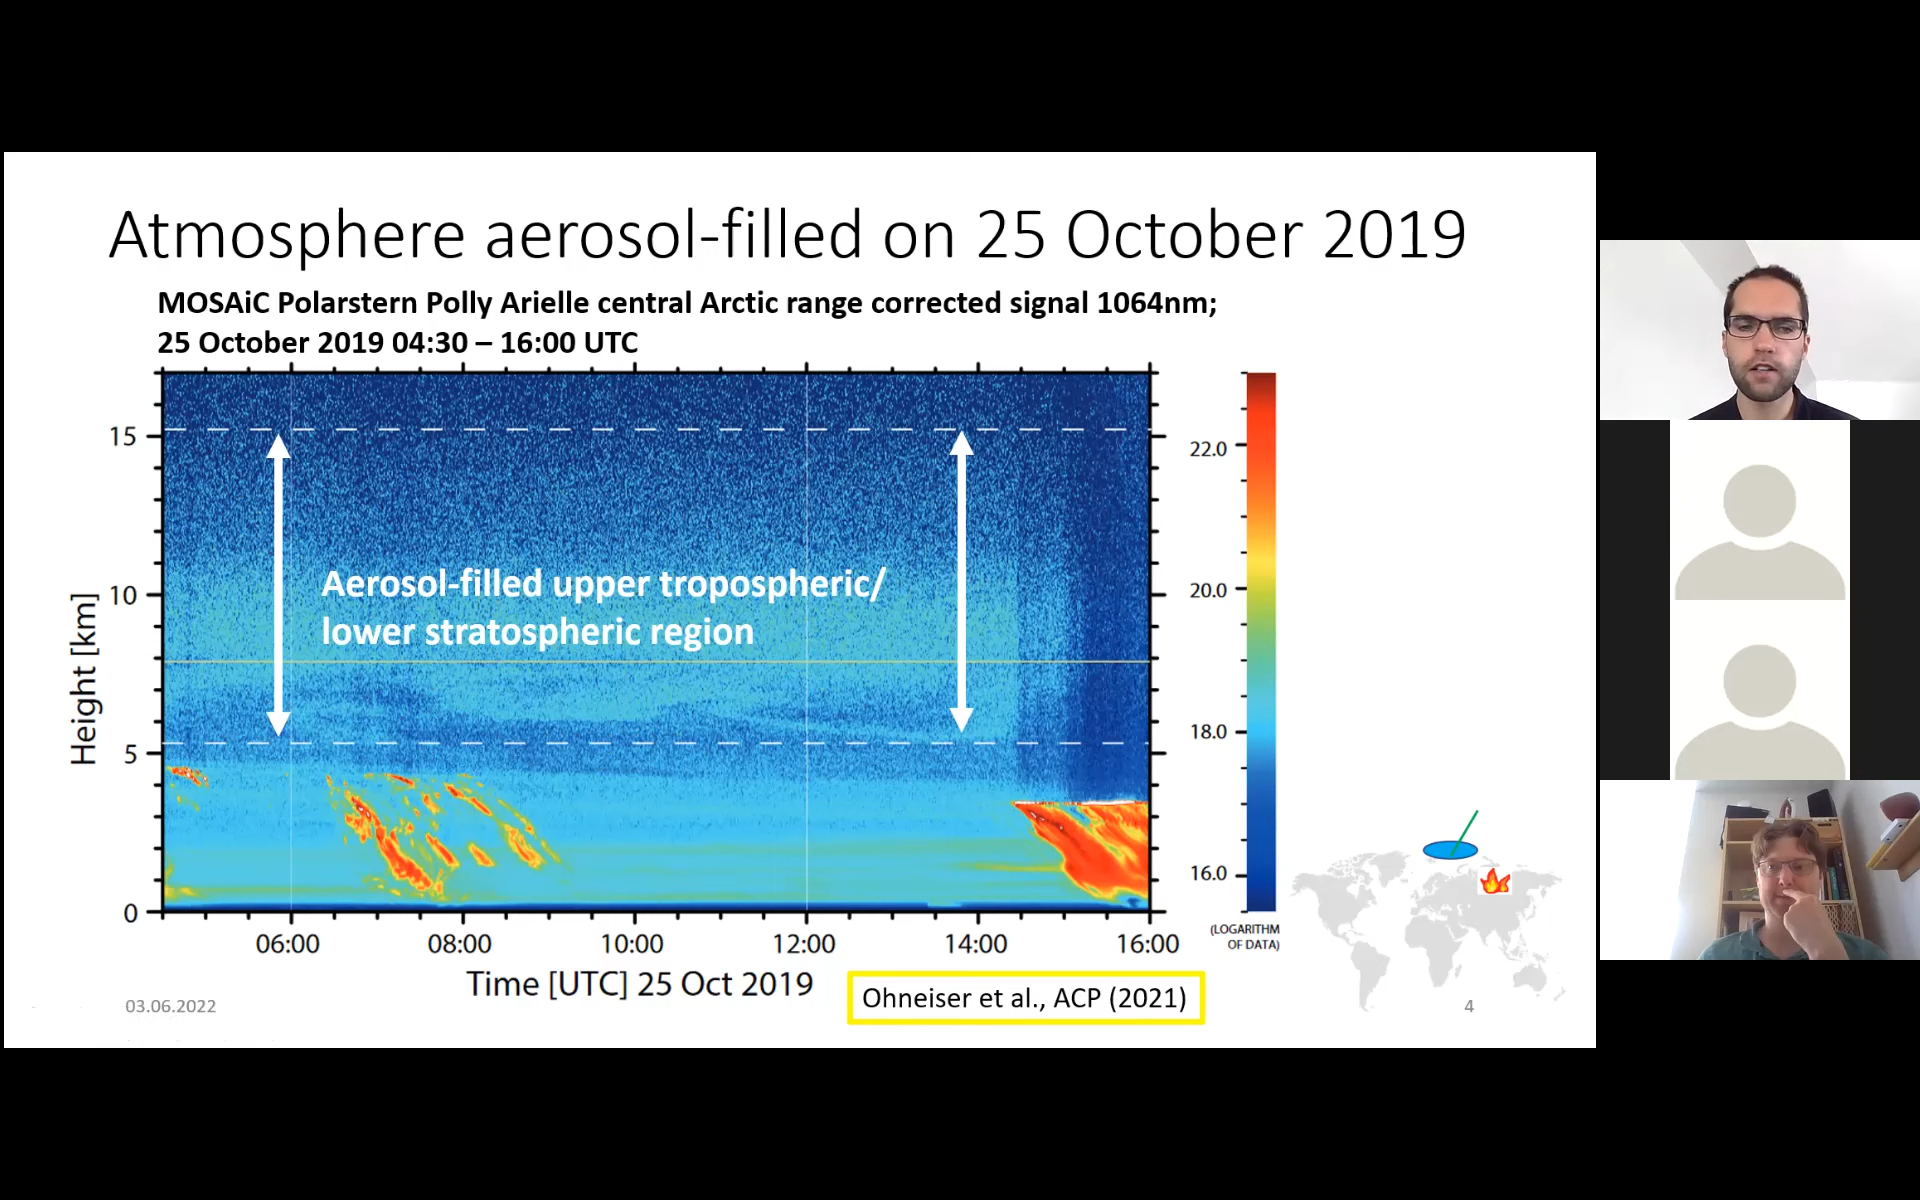 Atmosphere aerosol-filled on 25 October 2019
MOSAiC Polarstern Polly Arielle central Arctic range corrected signal 1064nm;
25 October 2019 04:30 – 16:00 UTC
Height [km]
15
10
5
0
Aerosol-filled upper tropospheric/
lower stratospheric region
06:00 08:00 10:00 12:00 14:00 16:00
Time [UTC] 25 Oct 2019
22.0
20.0
18.0
16.0
(LOGARITHM
OF DATA)
Ohneiser et al., ACP (2021)
03.06.2022
4